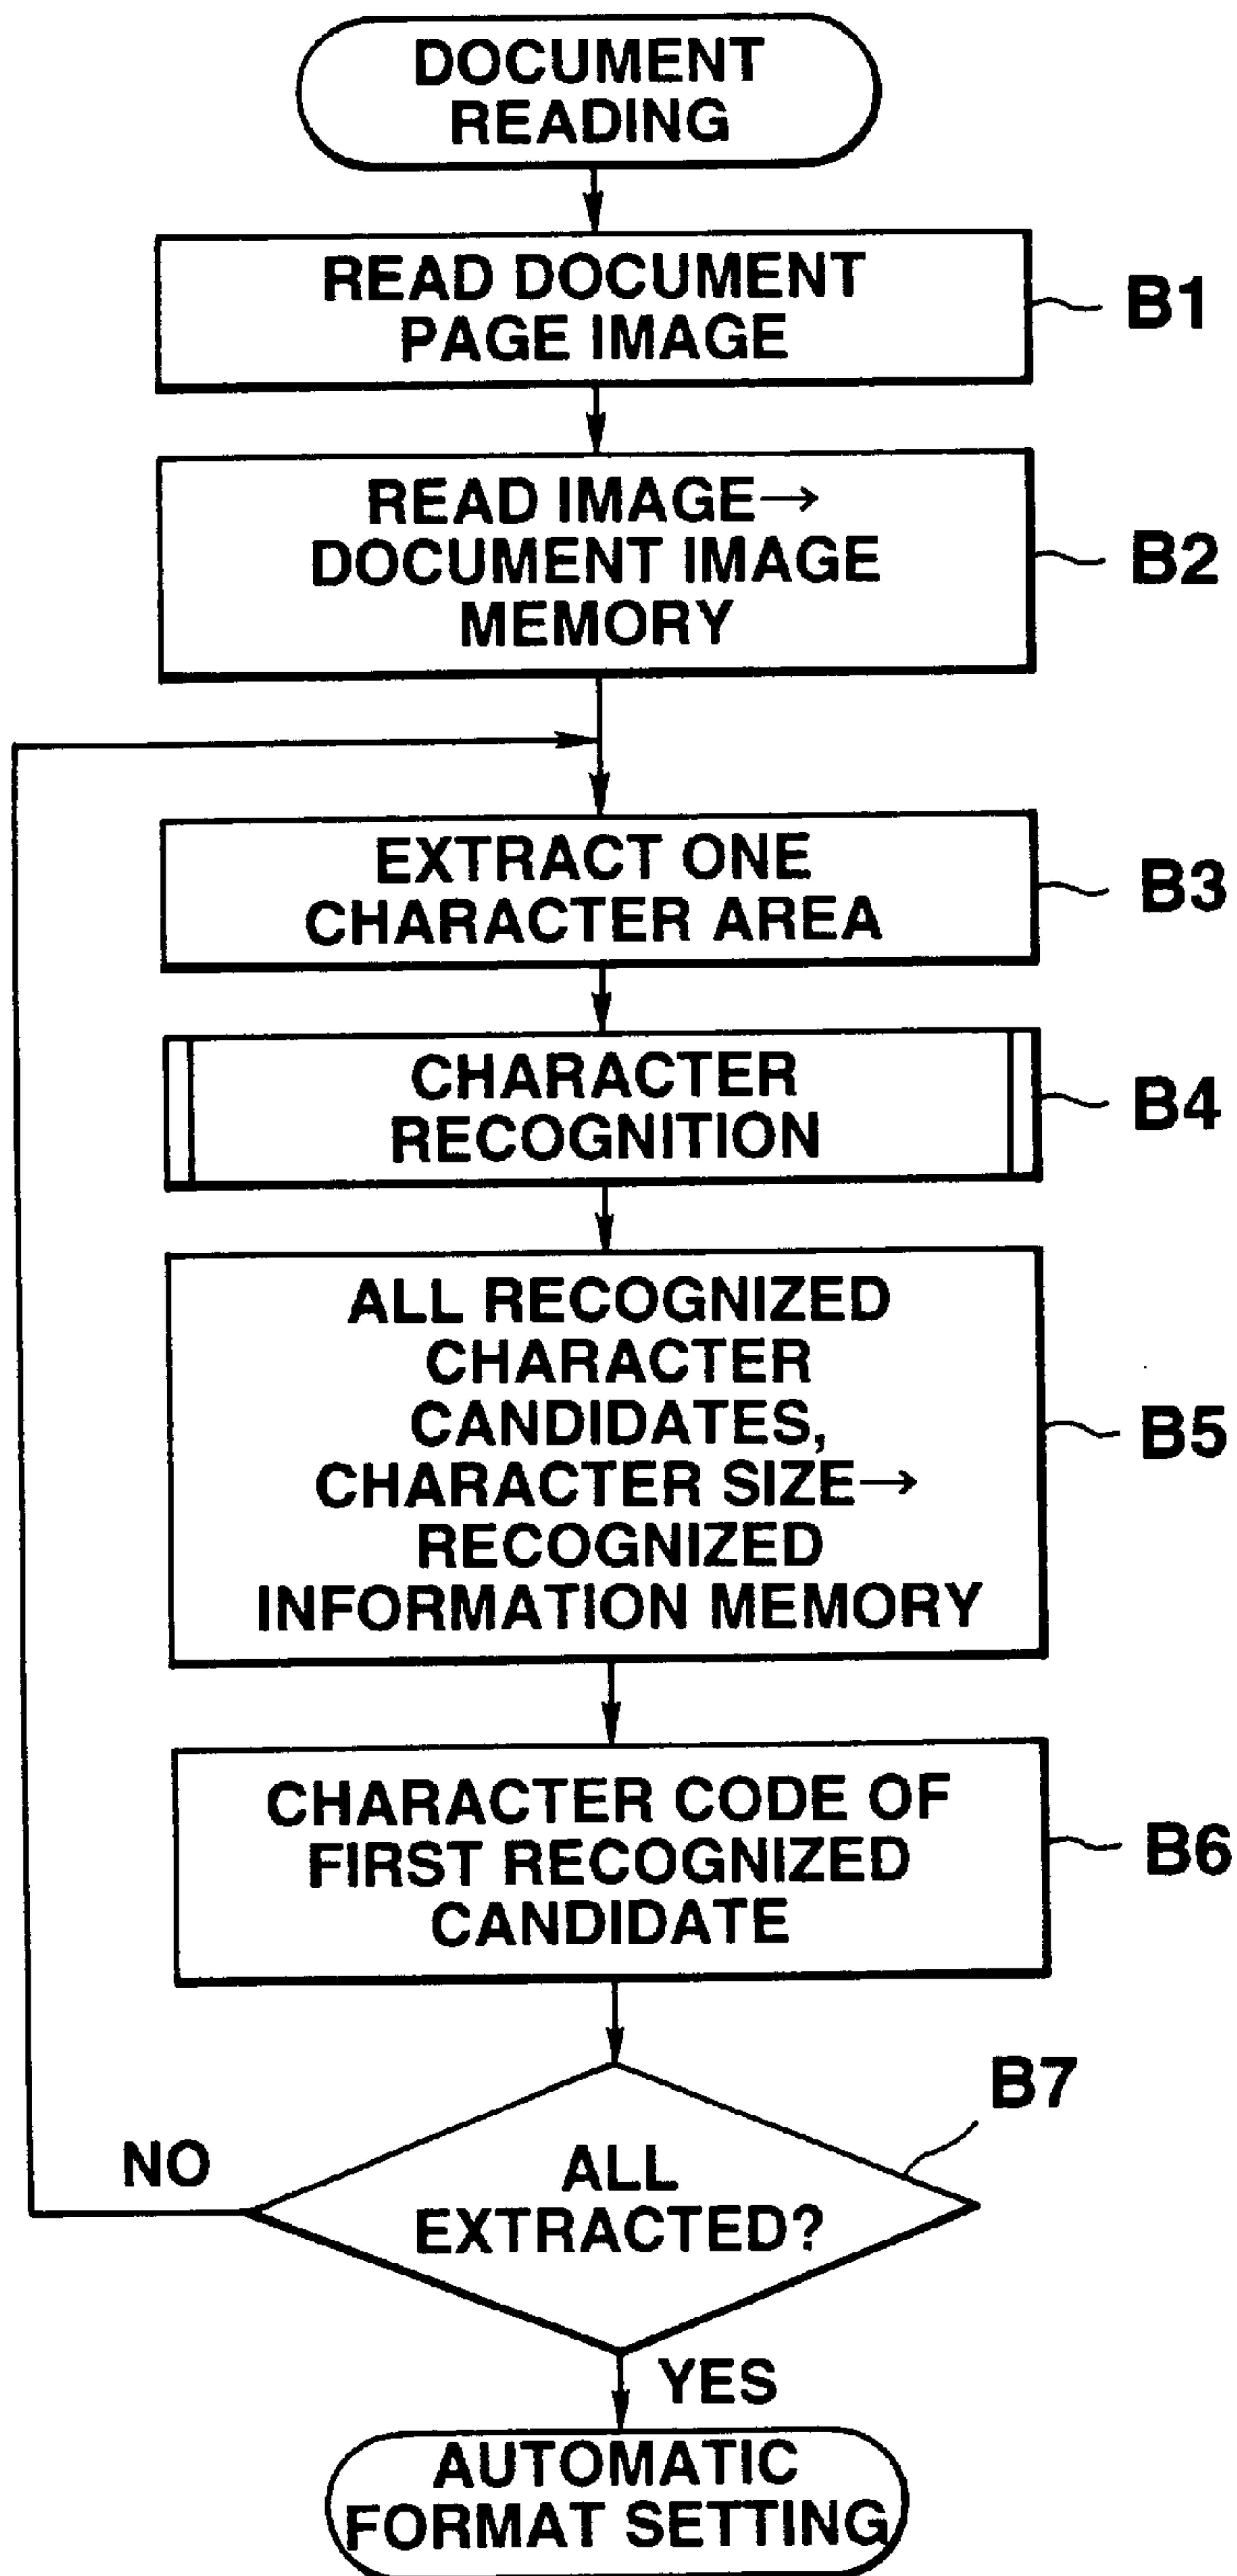 DOCUMENT
READING
READ DOCUMENT
PAGE IMAGE
B1
READ IMAGE→
DOCUMENT IMAGE
MEMORY
B2
EXTRACT ONE
CHARACTER AREA
B3
CHARACTER
RECOGNITION
B4
ALL RECOGNIZED
CHARACTER
CANDIDATES,
CHARACTER SIZE→
RECOGNIZED
INFORMATION MEMORY
B5
CHARACTER CODE OF
FIRST RECOGNIZED
CANDIDATE
B6
B7
NO
ALL
EXTRACTED?
YES
AUTOMATIC
FORMAT SETTING